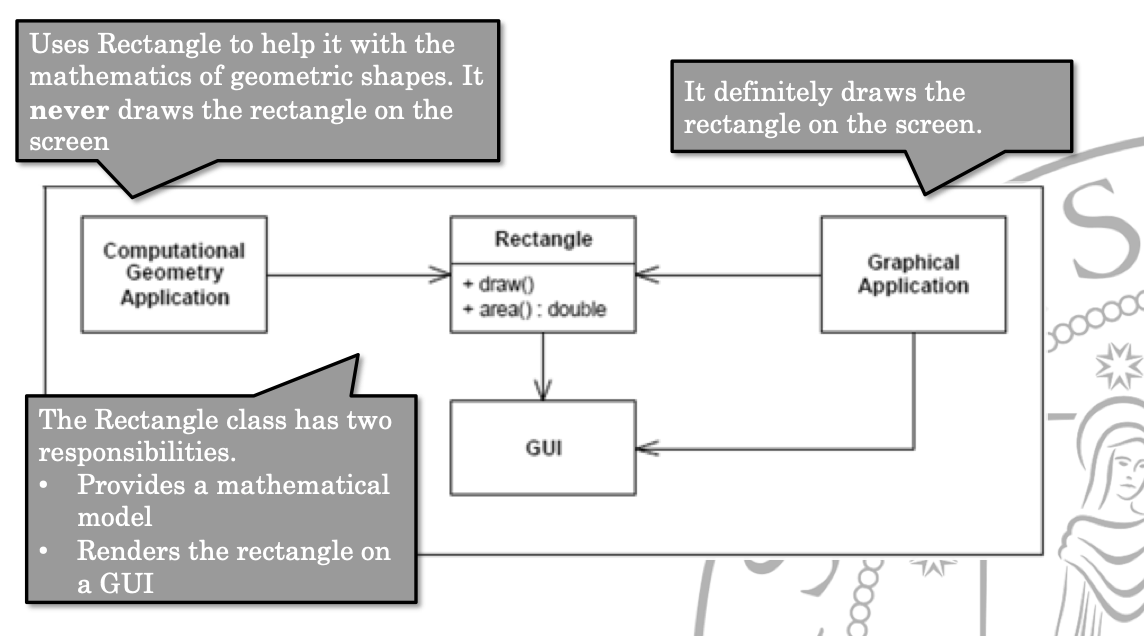 Uses Rectangle to help it with the
mathematics of geometric shapes. It
never draws the rectangle on the
screen
It definitely draws the
rectangle on the screen.
Computational
Geometry
Application
Rectangle
+ draw()
+ area() : double
Graphical
Application
GUI
The Rectangle class has two
responsibilities.
• Provides a mathematical
model
• Renders the rectangle on
a GUI
S